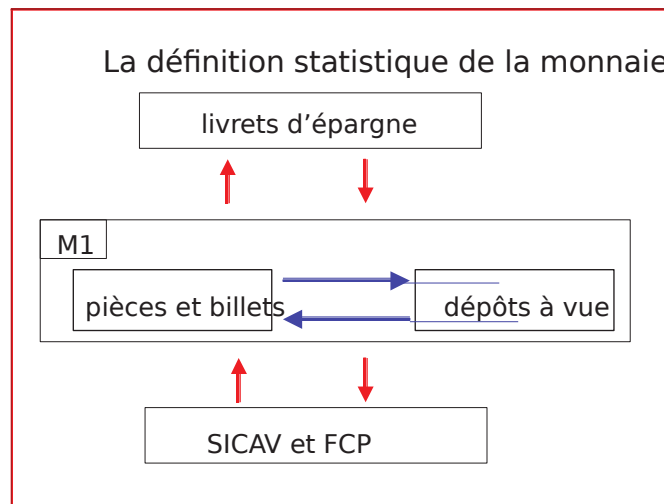 La définition statistique de la monnaie
livrets d’épargne
M1
pièces et billets
dépôts à vue
SICAV et FCP